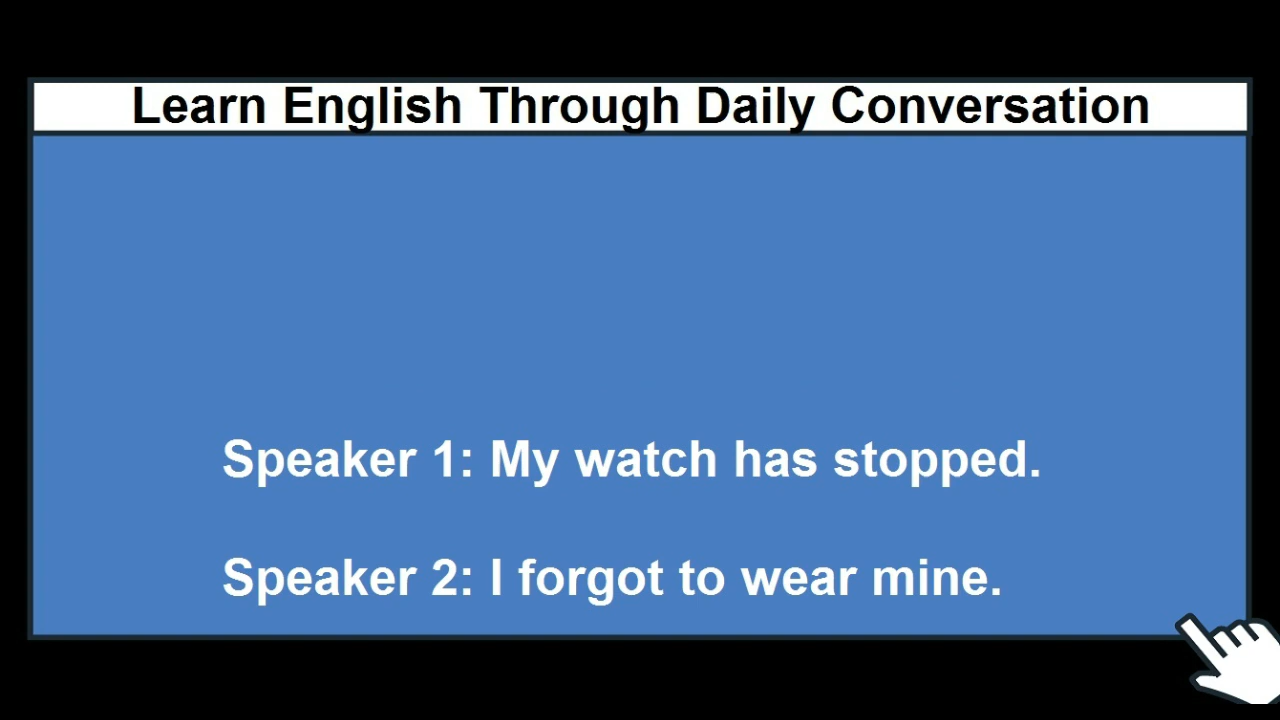 Learn English Through Daily Conversation
Speaker 1: My watch has stopped.
Speaker 2: I forgot to wear mine.